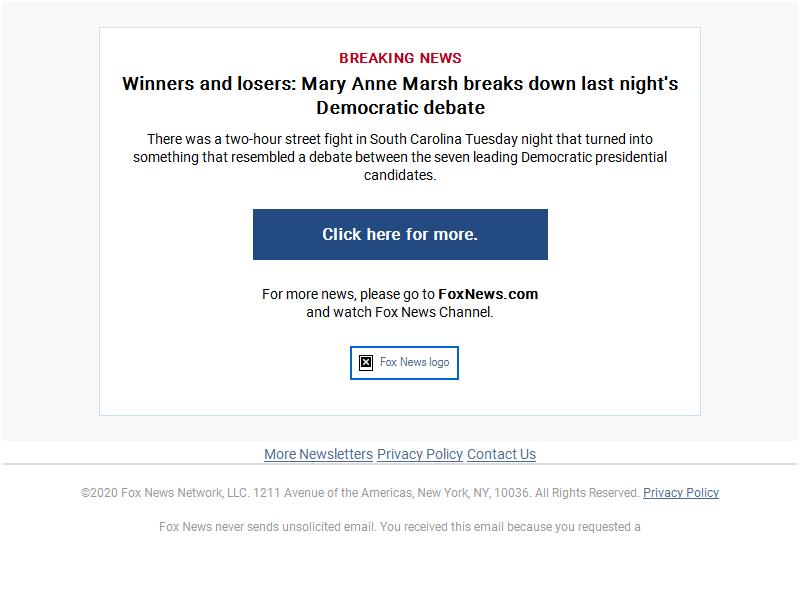 BREAKING NEWS
Winners and losers: Mary Anne Marsh breaks down last night's
Democratic debate
There was a two-hour street fight in South Carolina Tuesday night that turned into
something that resembled a debate between the seven leading Democratic presidential
candidates.
Click here for more.
For more news, please go to FoxNews.com
and watch Fox News Channel.
Fox News logo
More Newsletters Privacy Policy Contact Us
©2020 Fox News Network, LLC. 1211 Avenue of the Americas, New York, NY, 10036. All Rights Reserved. Privacy Policy
Fox News never sends unsolicited email. You received this email because you requested a